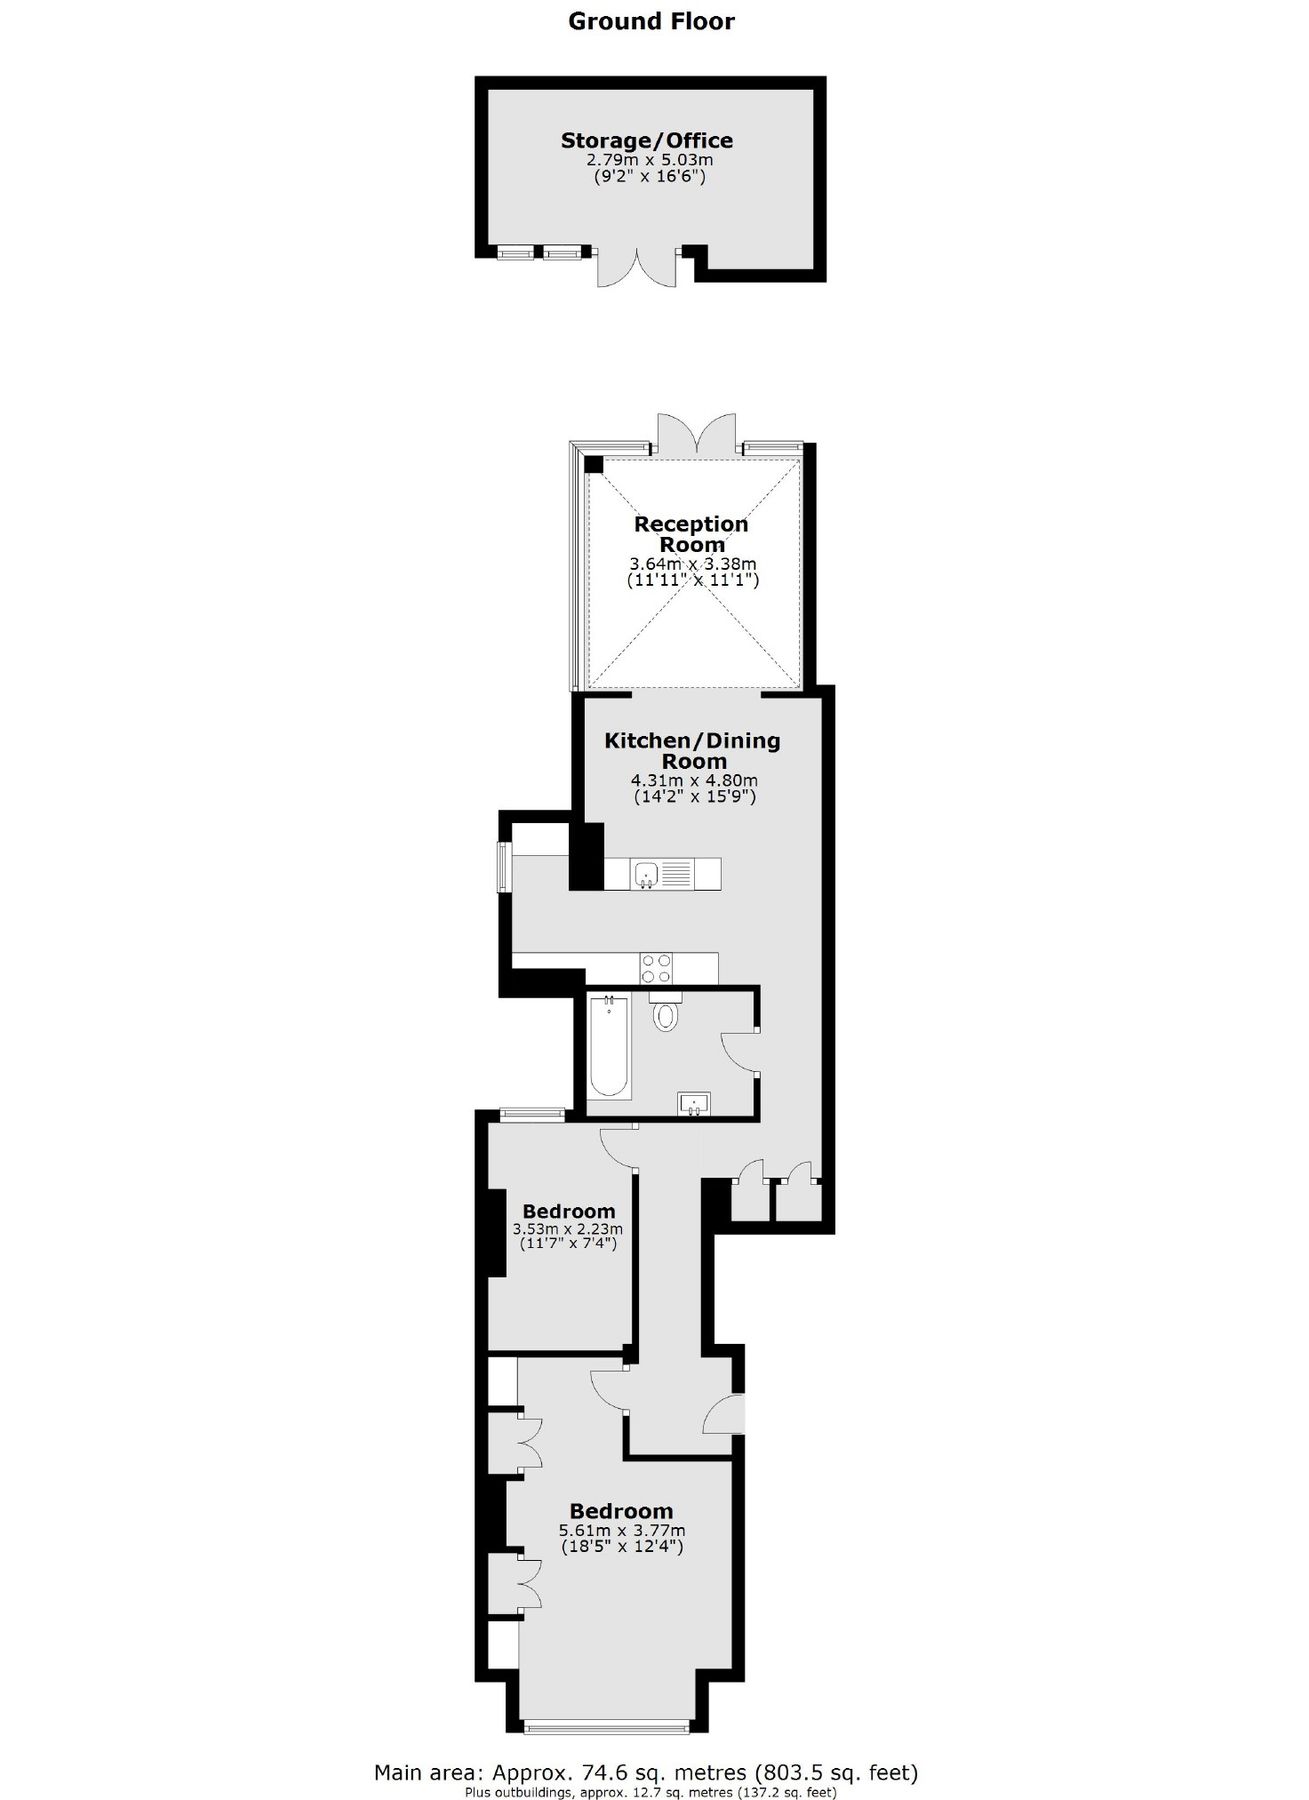 Ground Floor
Storage/Office
2.79m x 5.03m
(9'2" x 16'6")
Reception
Room
3.64m x 3.38m
(11'11" x 11'1")
Kitchen/Dining
Room
4.31m x 4.80m
(14'2" x 15'9")
Bedroom
3.53m x 2.23m
(11'7" x 7'4")
Bedroom
5.61m x 3.77m
(18'5" x 12'4")
Main area: Approx. 74.6 sq. metres (803.5 sq. feet)
Plus outbuildings, approx. 12.7 sq. metres (137.2 sq. feet)